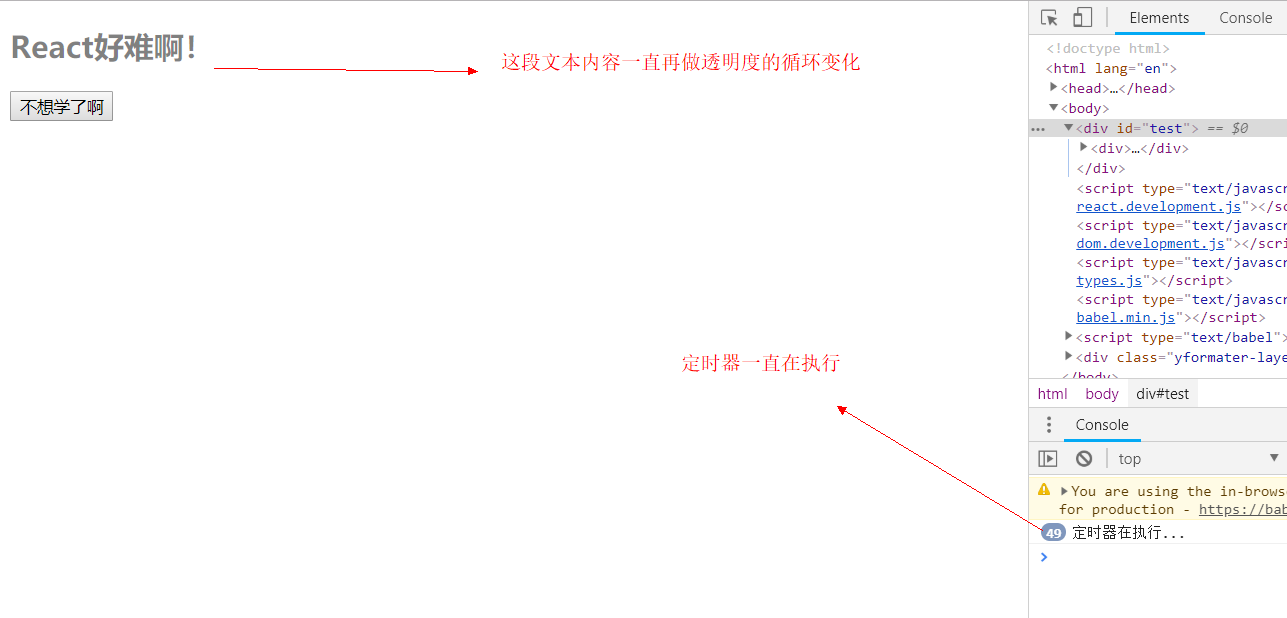 React好难啊！
这段文本内容一直再做透明度的循环变化
不想学了啊
定时器一直在执行
Elements Console
<!doctype html>
<html lang="en">
<head>…</head>
<body>
… <div id="test"> == $0
<div>…</div>
</div>
<script type="text/javascr
react.development.js"></sc
<script type="text/javascr
dom.development.js"></scri
<script type="text/javascr
types.js"></script>
<script type="text/javascr
babel.min.js"></script>
<script type="text/babel">
<div class="yformater-laye
</body>
html body div#test
Console
top
You are using the in-browse
for production - https://bab
49 定时器在执行...